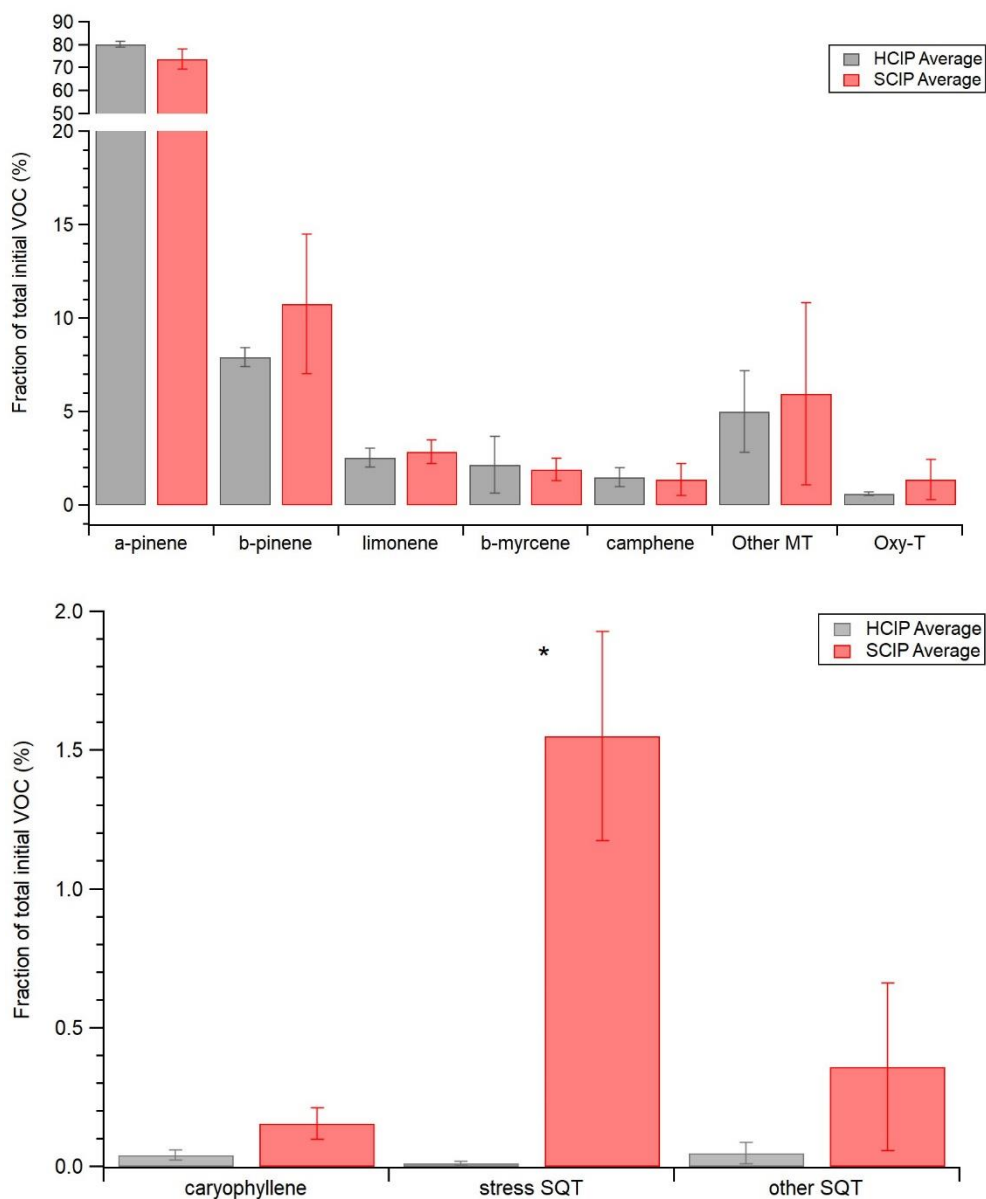 Fraction of total initial VOC (%)
90
80
70
60
50
20
15
10
5
0
HCIP Average
SCIP Average
a-pinene b-pinene limonene b-myrcene camphene Other MT Oxy-T
Fraction of total initial VOC (%)
2.0
1.5
1.0
0.5
0.0
*
HCIP Average
SCIP Average
caryophyllene stress SQT other SQT